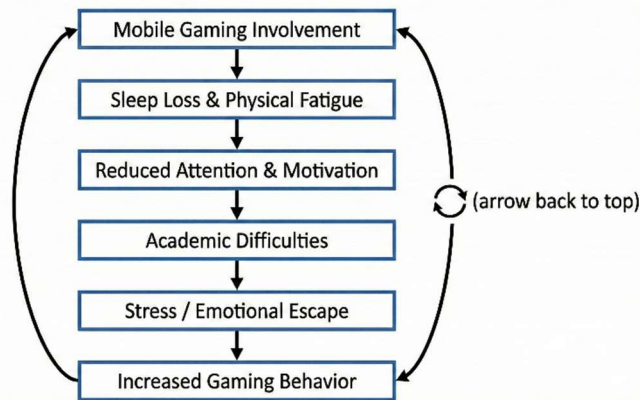 Mobile Gaming Involvement
Sleep Loss & Physical Fatigue
Reduced Attention & Motivation
(arrow back to top)
Academic Difficulties
Stress / Emotional Escape
Increased Gaming Behavior